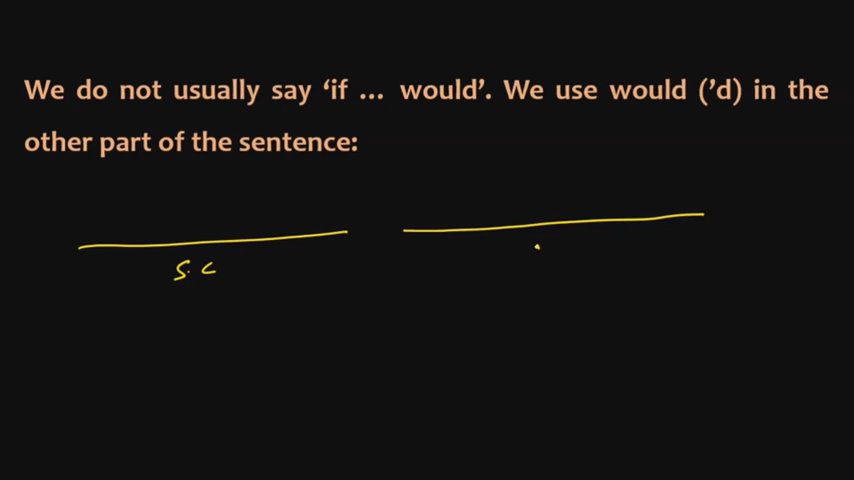 We do not usually say ‘if ... would’. We use would (’d) in the
other part of the sentence:
S. C